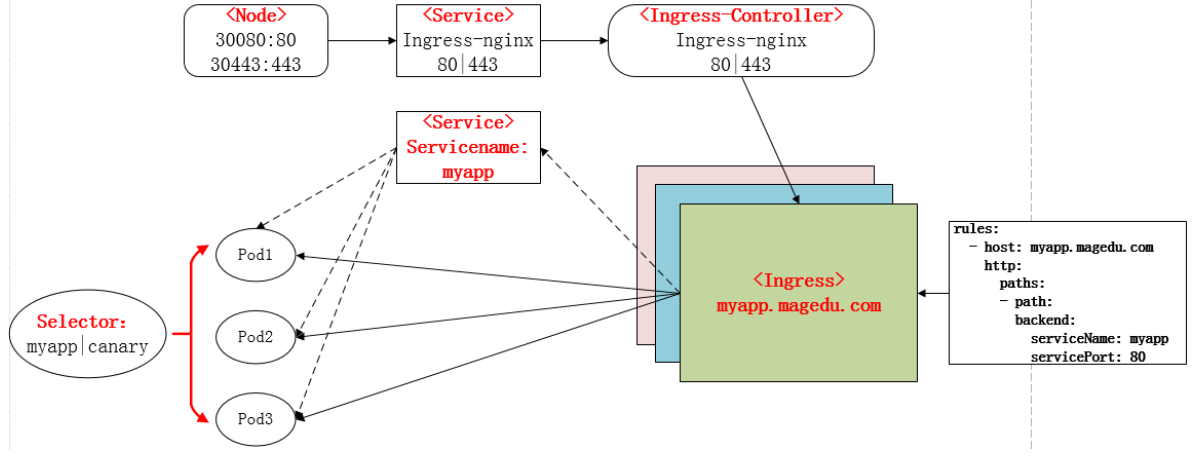 <Node>
30080:80
30443:443
<Service>
Ingress-nginx
80|443
<Ingress-Controller>
Ingress-nginx
80|443
<Service>
Servicename:
myapp
Pod1
Pod2
Pod3
Selector:
myapp|canary
<Ingress>
myapp.magedu.com
rules:
- host: myapp.magedu.com
http:
paths:
- path:
backend:
serviceName: myapp
servicePort: 80